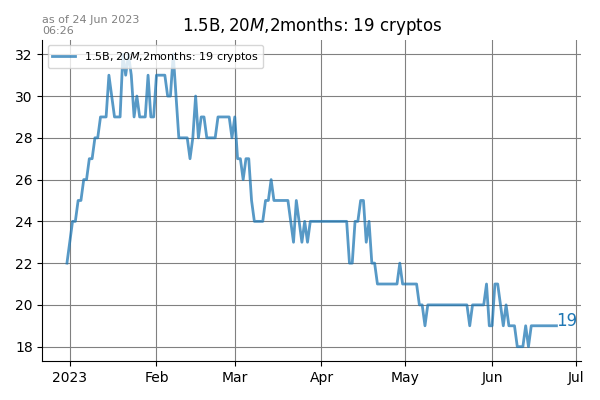 as of 24 Jun 2023
06:26
1.5B, 20M,2months: 19 cryptos
1.5B, 20M,2months: 19 cryptos
32
30
28
26
24
22
20
18
19
2023 Feb Mar Apr May Jun Jul